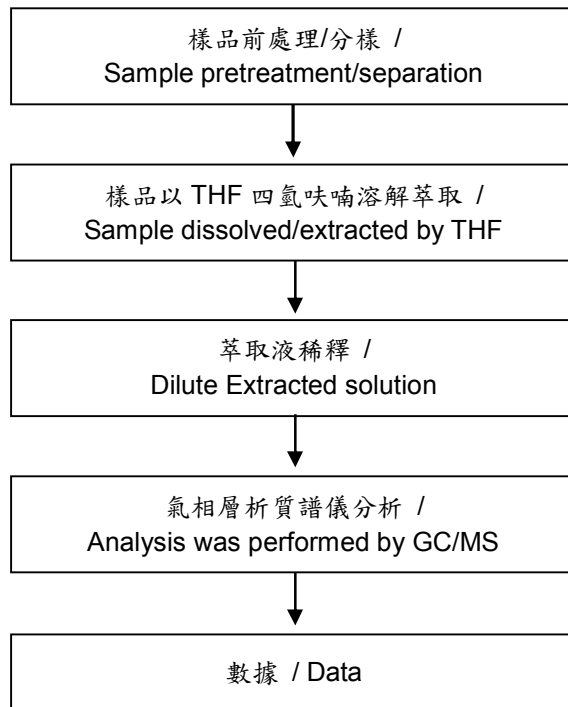 樣品前處理/分樣 /
Sample pretreatment/separation
樣品以 THF 四氫呋喃溶解萃取 /
Sample dissolved/extracted by THF
萃取液稀釋 /
Dilute Extracted solution
氣相層析質譜儀分析 /
Analysis was performed by GC/MS
數據 / Data